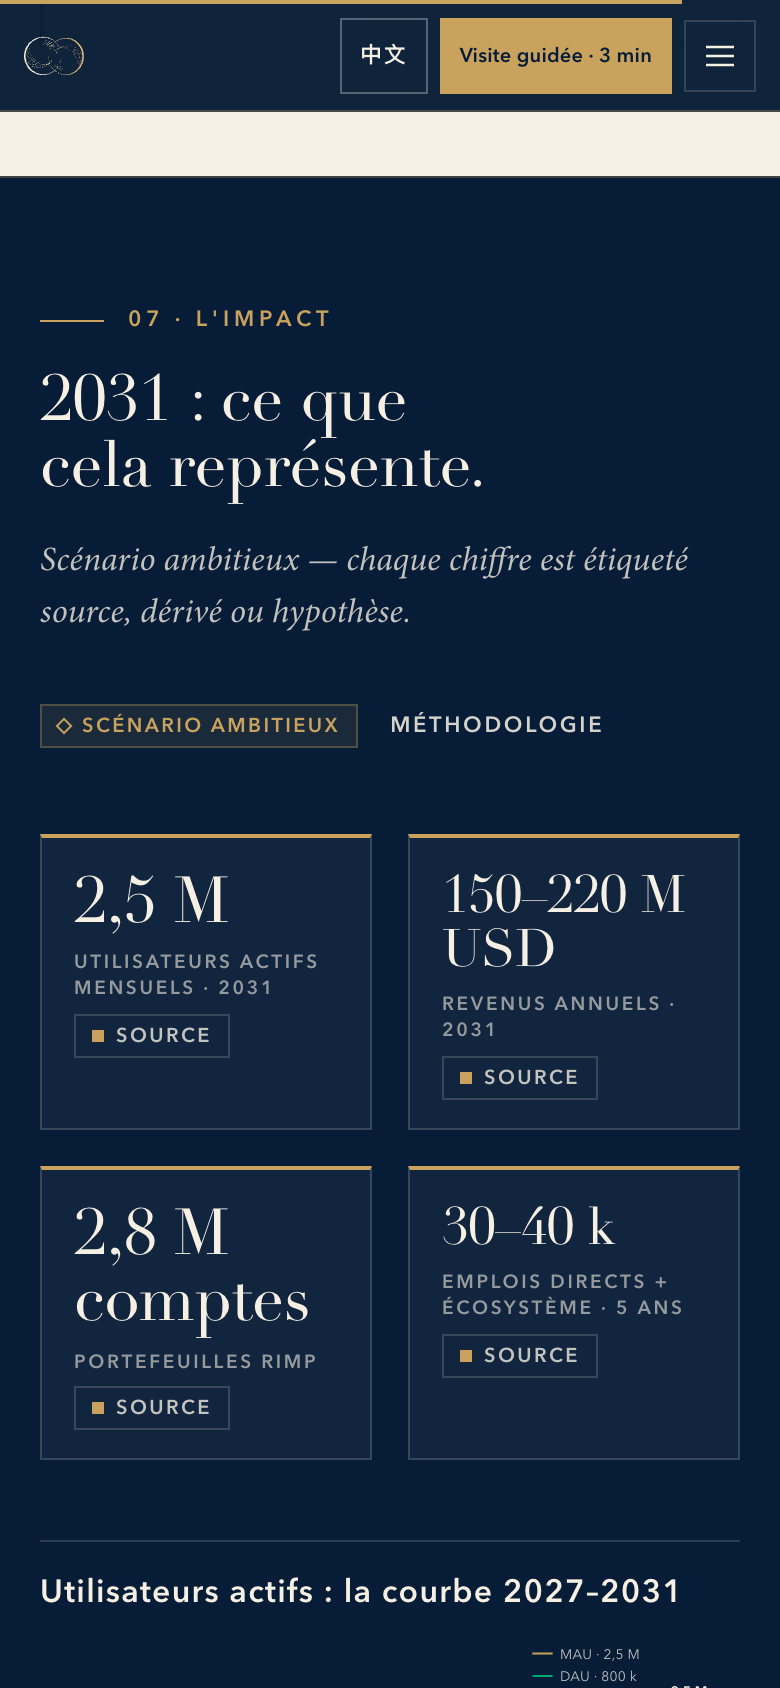 中文
Visite guidée · 3 min
07 · L'IMPACT
2031 : ce que
cela représente.
Scénario ambitieux — chaque chiffre est étiqueté
source, dérivé ou hypothèse.
◇ SCÉNARIO AMBITIEUX
MÉTHODOLOGIE
2,5 M
UTILISATEURS ACTIFS
MENSUELS · 2031
SOURCE
150–220 M
USD
REVENUS ANNUELS ·
2031
SOURCE
2,8 M
comptes
PORTEFEUILLES RIMP
SOURCE
30–40 k
EMPLOIS DIRECTS +
ÉCOSYSTÈME · 5 ANS
SOURCE
Utilisateurs actifs : la courbe 2027–2031
MAU · 2,5 M
DAU · 800 k